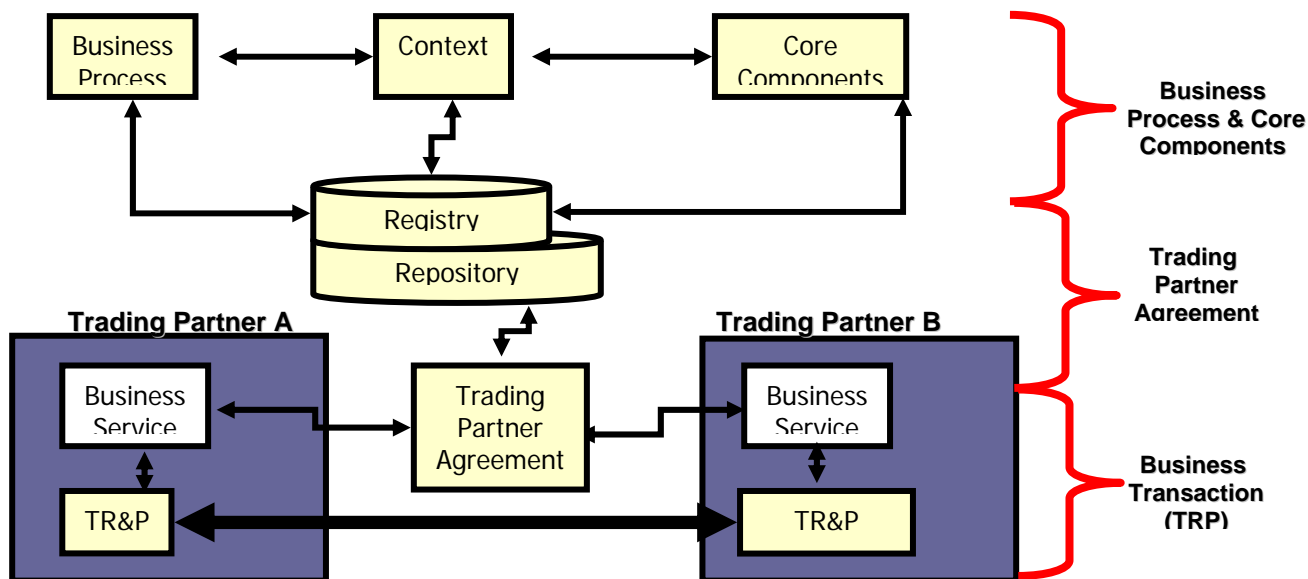 Business
Process
Context
Core
Components
Business
Process & Core
Components
Registry
Repository
Trading
Partner
Agreement
Trading Partner A
Trading Partner B
Business
Service
Trading
Partner
Agreement
Business
Service
TR&P
TR&P
Business
Transaction
(TRP)